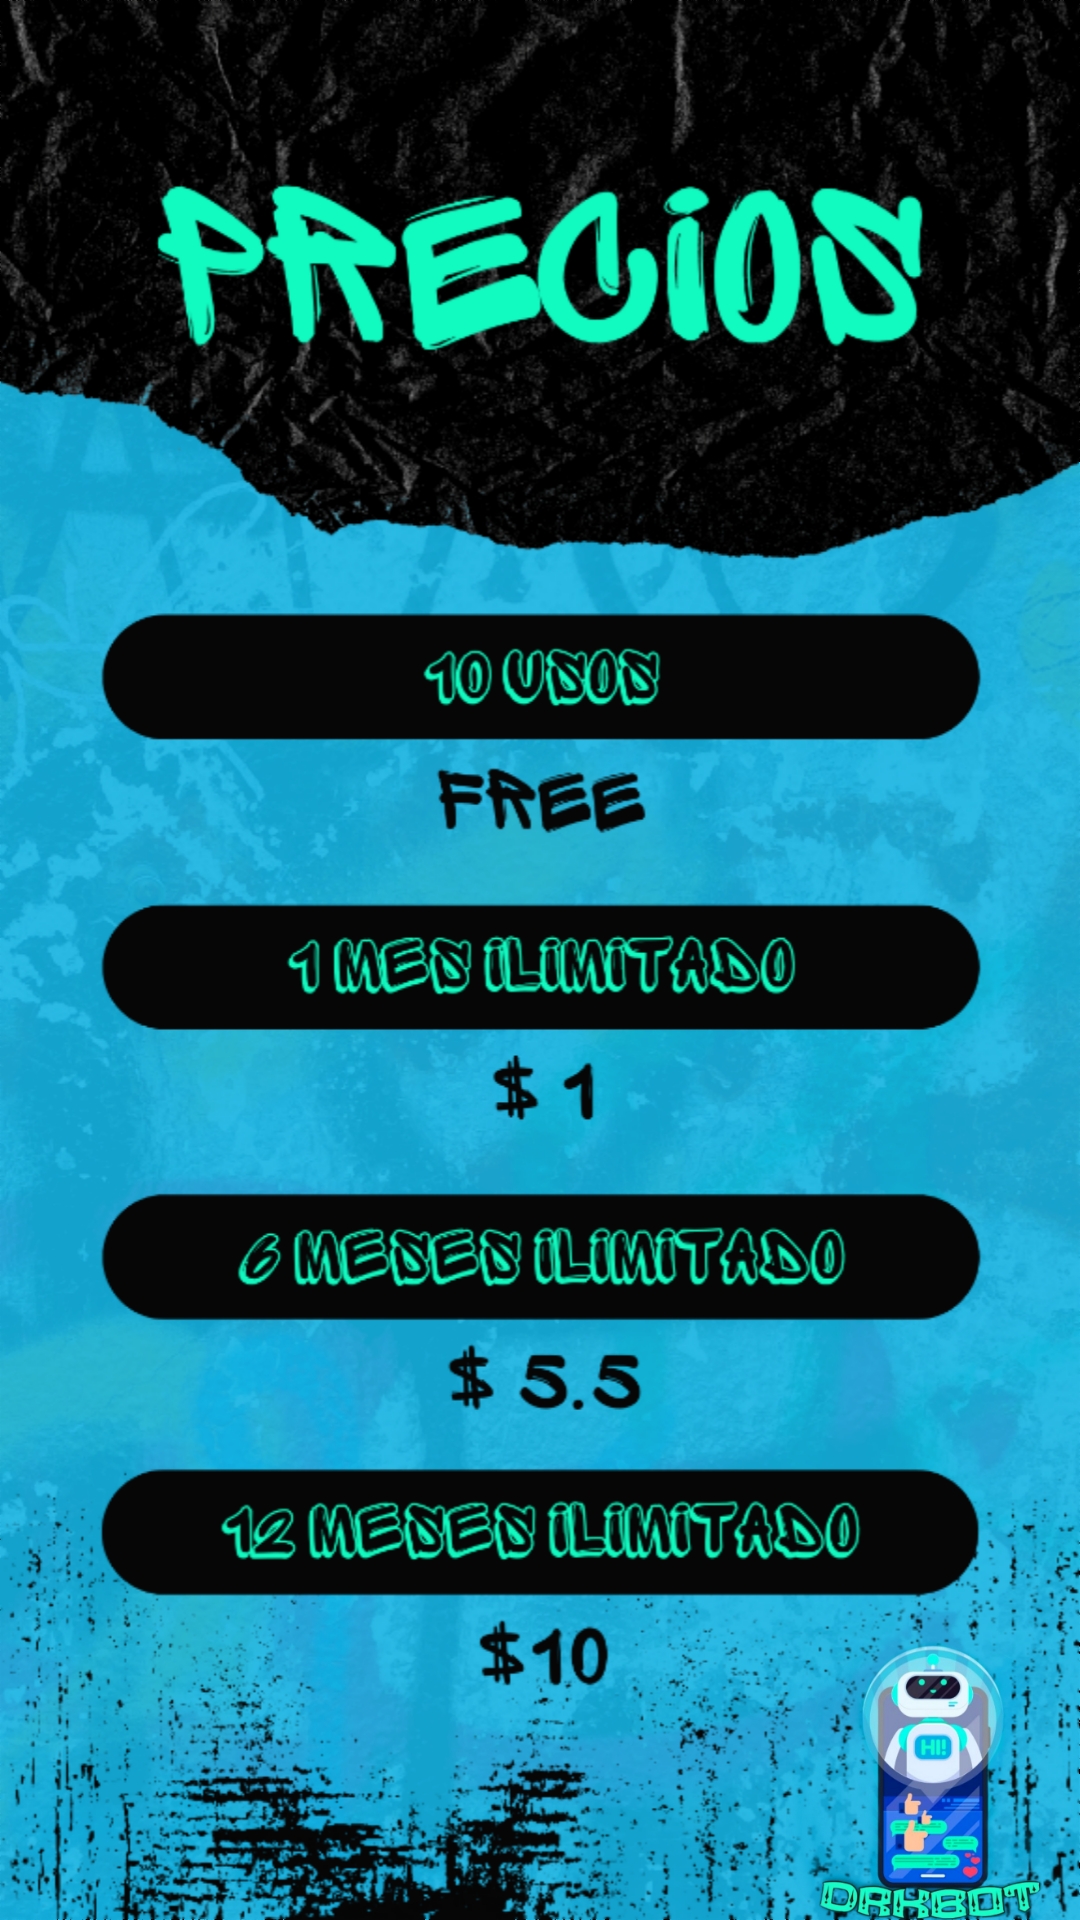 PRECIOS
10 USOS
FREE
1 MES ILIMITADO
$ 1
6 MESES ILIMITADO
$ 5.5
12 MESES ILIMITADO
$10
HI!
DRKBOT